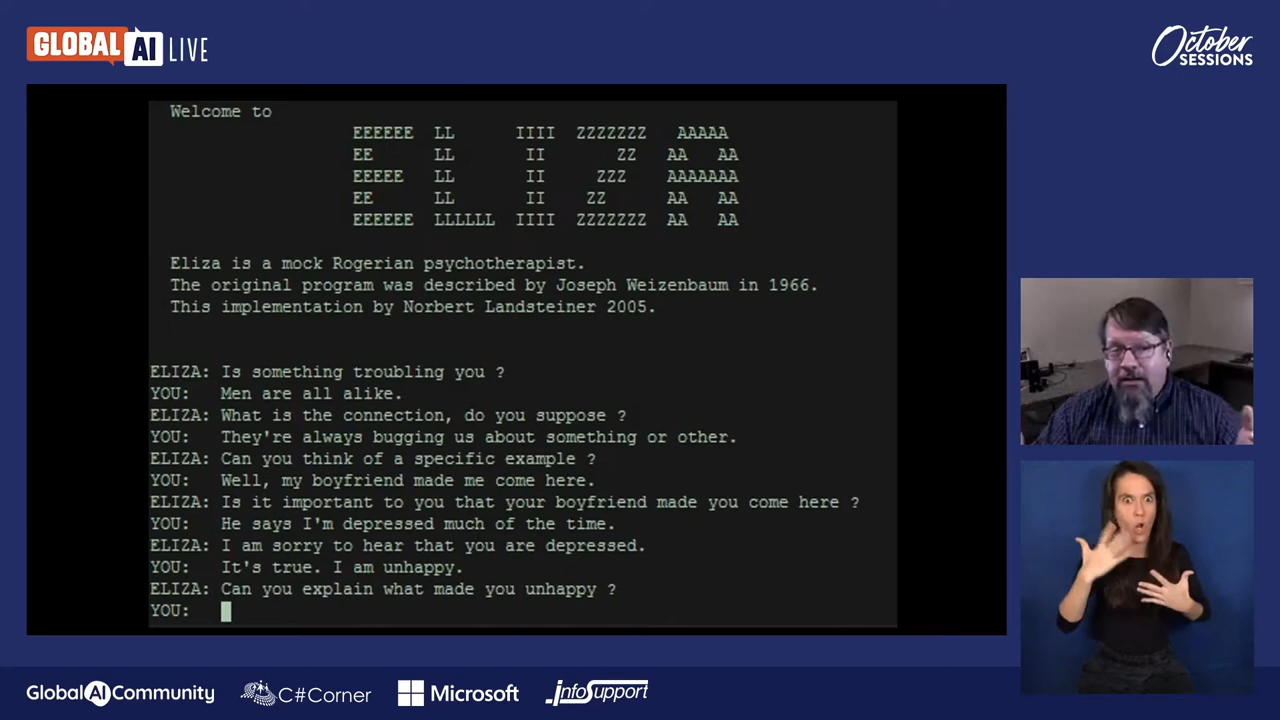 GLOBAL AI LIVE
October
SESSIONS
Welcome to
EEEEEE LL IIII ZZZZZZZ AAAAA
EE LL II ZZ AA AA
EEEEE LL II ZZZ AAAAAAA
EE LL II ZZ AA AA
EEEEEE LLLLLL IIII ZZZZZZZ AA AA
Eliza is a mock Rogerian psychotherapist.
The original program was described by Joseph Weizenbaum in 1966.
This implementation by Norbert Landsteiner 2005.
ELIZA: Is something troubling you ?
YOU: Men are all alike.
ELIZA: What is the connection, do you suppose ?
YOU: They're always bugging us about something or other.
ELIZA: Can you think of a specific example ?
YOU: Well, my boyfriend made me come here.
ELIZA: Is it important to you that your boyfriend made you come here ?
YOU: He says I'm depressed much of the time.
ELIZA: I am sorry to hear that you are depressed.
YOU: It's true. I am unhappy.
ELIZA: Can you explain what made you unhappy ?
YOU:
Global AI Community
C#Corner
Microsoft
InfoSupport